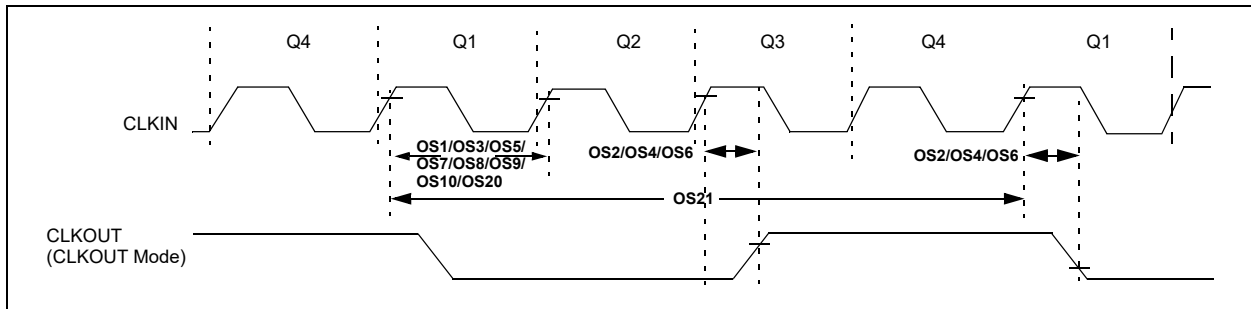 Q4 Q1 Q2 Q3 Q4 Q1
CLKIN
OS1/OS3/OS5/
OS7/OS8/OS9/
OS10/OS20
OS2/OS4/OS6
OS2/OS4/OS6
OS21
CLKOUT
(CLKOUT Mode)